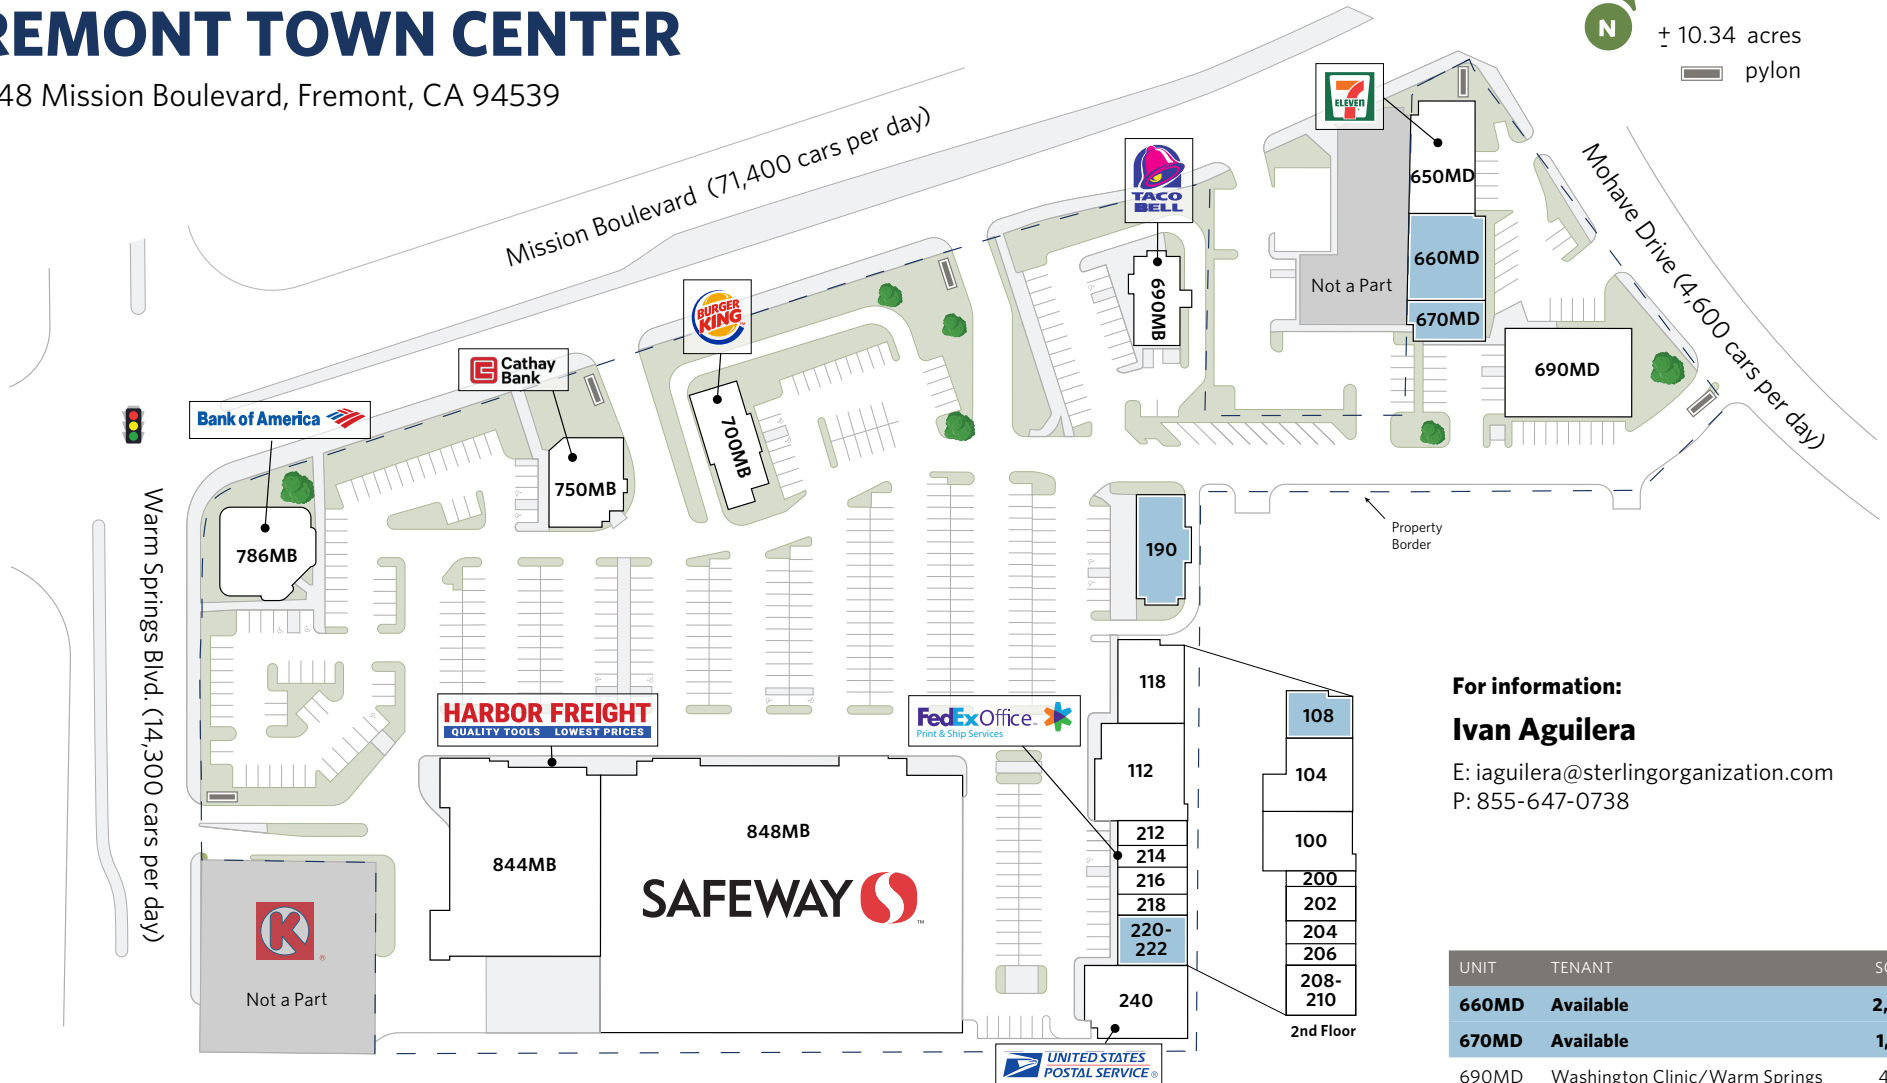 REMONT TOWN CENTER
48 Mission Boulevard, Fremont, CA 94539
N
± 10.34 acres
pylon
Mission Boulevard (71,400 cars per day)
7
ELEVEN
TACO
BELL
650MD
660MD
670MD
Not a Part
690MB
690MD
Mohave Drive (4,600 cars per day)
BURGER
KING
700MB
Cathay
Bank
750MB
Bank of America
786MB
Warm Springs Blvd. (14,300 cars per day)
Property
Border
190
118
112
212
214
216
218
220-
222
240
108
104
100
200
202
204
206
208-
210
2nd Floor
HARBOR FREIGHT
QUALITY TOOLS LOWEST PRICES
FedEx Office
Print & Ship Services
844MB
848MB
SAFEWAY
™
K
®
Not a Part
UNITED STATES
POSTAL SERVICE®
For information:
Ivan Aguilera
E: iaguilera@sterlingorganization.com
P: 855-647-0738
UNIT TENANT
660MD Available 2,
670MD Available 1,
690MD Washington Clinic/Warm Springs 4